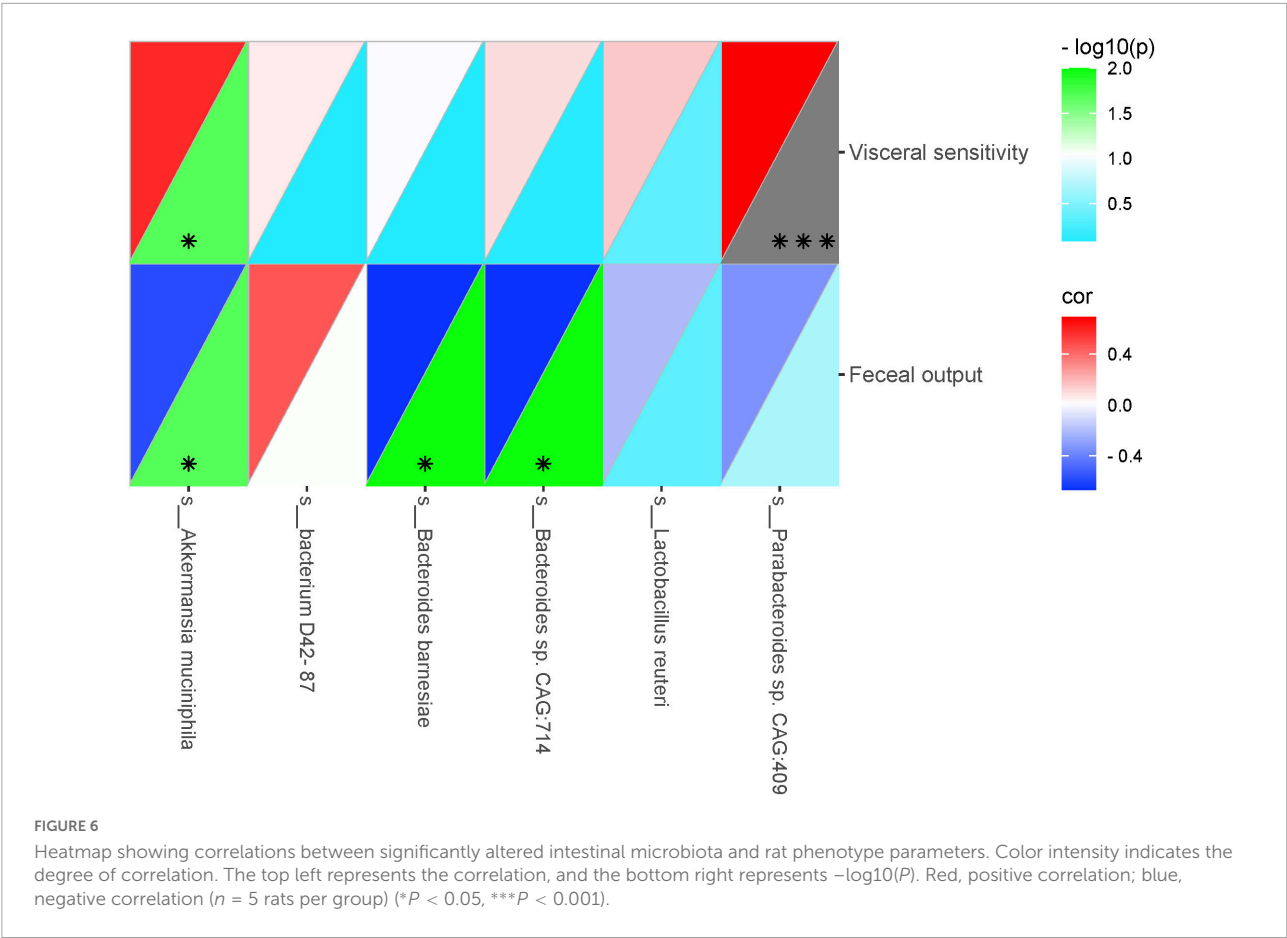 - log10(p)
2.0
1.5
1.0
0.5
Visceral sensitivity
cor
0.4
0.0
- 0.4
Feceal output
*
* * *
*
*
*
s__Akkermansia muciniphila
s__bacterium D42- 87
s__Bacteroides barnesiae
s__Bacteroides sp. CAG:714
s__Lactobacillus reuteri
s__Parabacteroides sp. CAG:409
FIGURE 6
Heatmap showing correlations between significantly altered intestinal microbiota and rat phenotype parameters. Color intensity indicates the
degree of correlation. The top left represents the correlation, and the bottom right represents −log10(P). Red, positive correlation; blue,
negative correlation (n = 5 rats per group) (*P < 0.05, ***P < 0.001).